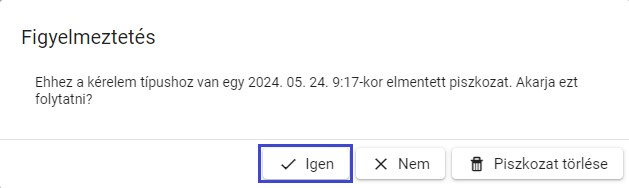 Figyelmeztetés
Ehhez a kérelem típushoz van egy 2024. 05. 24. 9:17-kor elmentett piszkozat. Akarja ezt
folytatni?
Igen Nem Piszkozat törlése